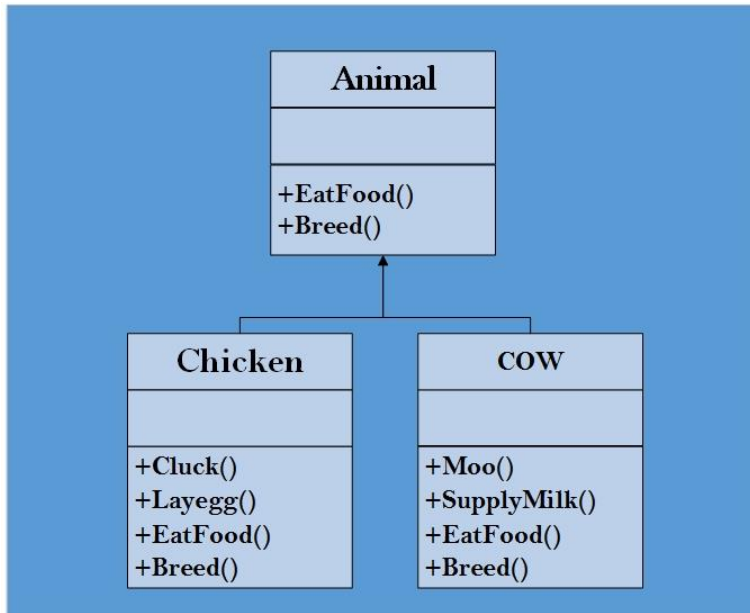 Animal
+EatFood()
+Breed()
Chicken
+Cluck()
+Layegg()
+EatFood()
+Breed()
COW
+Moo()
+SupplyMilk()
+EatFood()
+Breed()